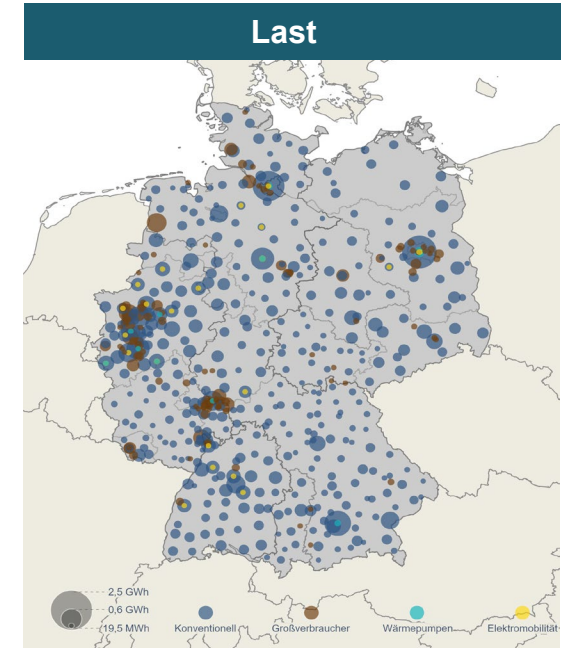 Last
2,5 GWh
0,6 GWh
19,5 MWh
Konventionell
Großverbraucher
Wärmepumpen
Elektromobilität